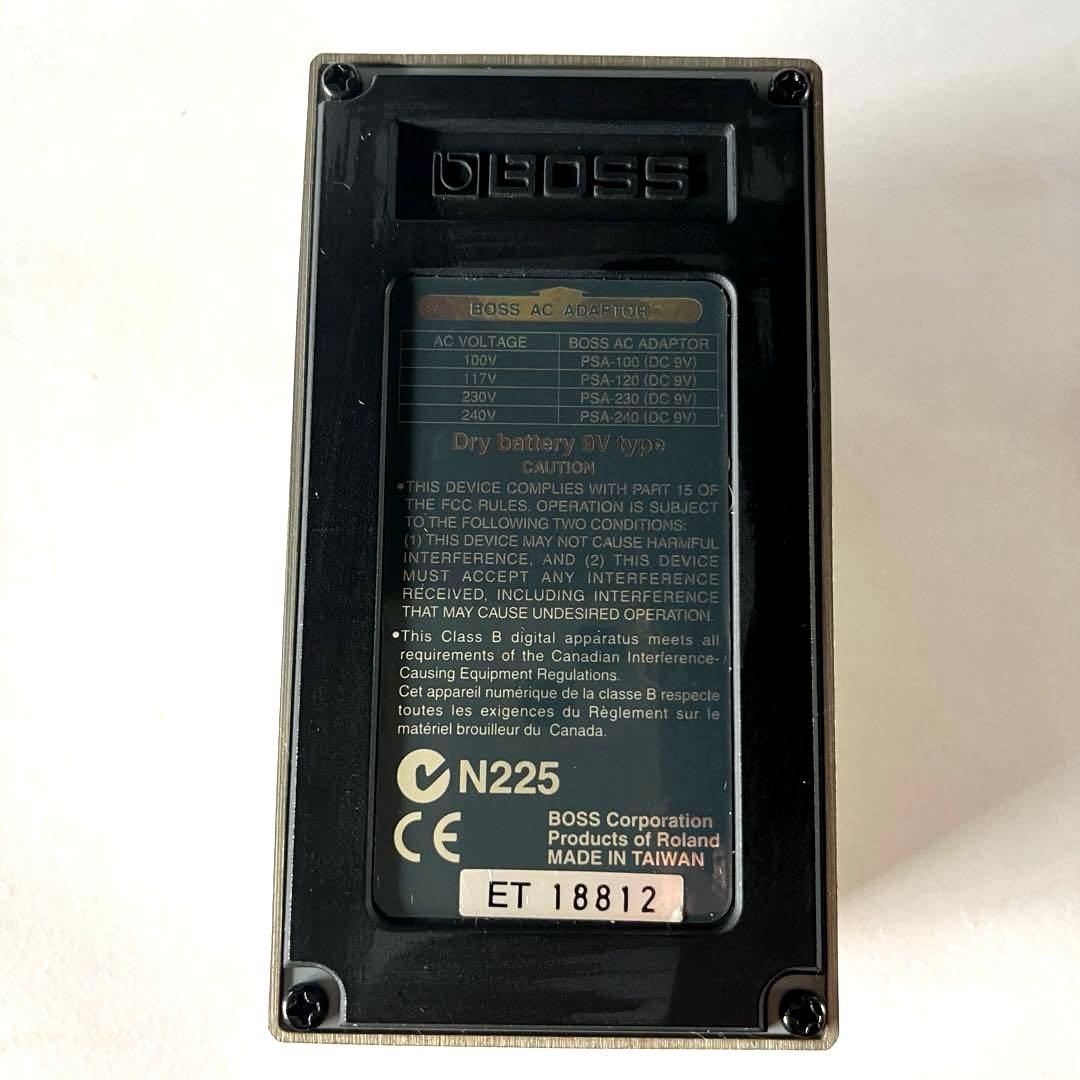 BOSS
BOSS AC ADAPTOR
AC VOLTAGE BOSS AC ADAPTOR
100V PSA-100 (DC 9V)
117V PSA-120 (DC 9V)
230V PSA-230 (DC 9V)
240V PSA-240 (DC 9V)
Dry battery 9V type
CAUTION
•THIS DEVICE COMPLIES WITH PART 15 OF
THE FCC RULES. OPERATION IS SUBJECT
TO THE FOLLOWING TWO CONDITIONS:
(1) THIS DEVICE MAY NOT CAUSE HARMFUL
INTERFERENCE, AND (2) THIS DEVICE
MUST ACCEPT ANY INTERFERENCE
RECEIVED, INCLUDING INTERFERENCE
THAT MAY CAUSE UNDESIRED OPERATION.
•This Class B digital apparatus meets all
requirements of the Canadian Interference-
Causing Equipment Regulations.
Cet appareil numérique de la classe B respecte
toutes les exigences du Règlement sur le
matériel brouilleur du Canada.
N225
CE
BOSS Corporation
Products of Roland
MADE IN TAIWAN
ET 18812